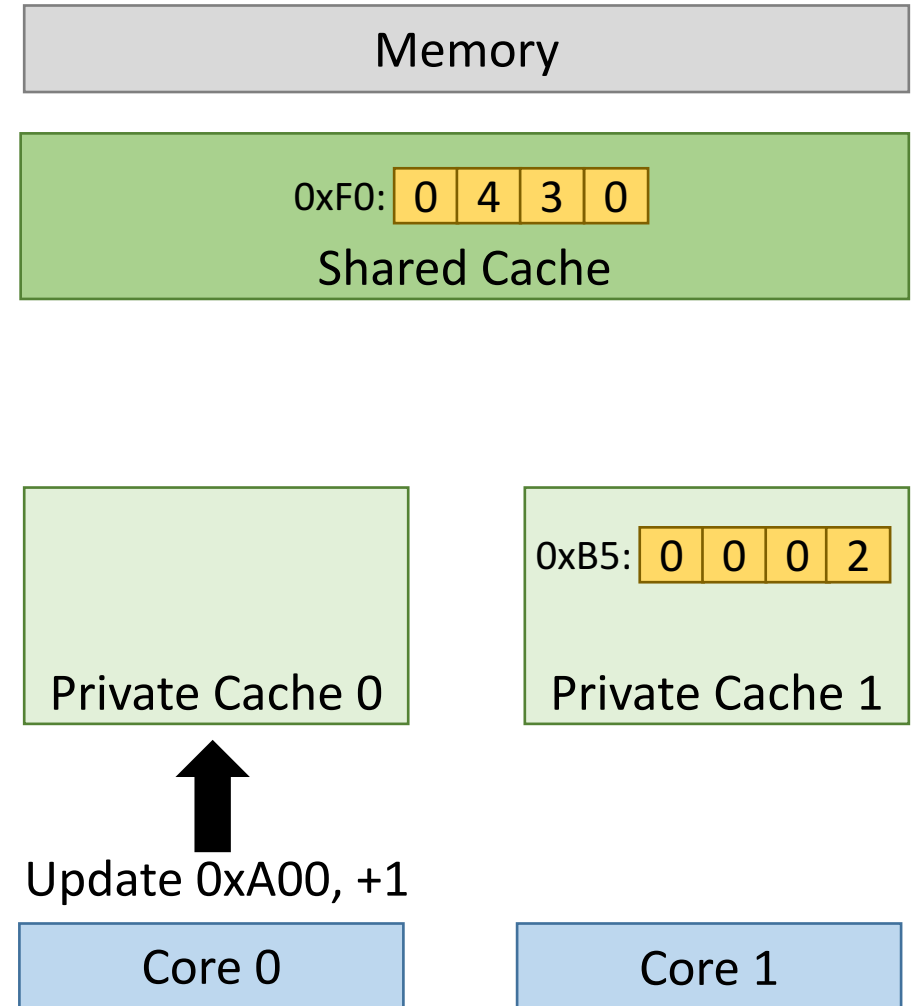 Memory
0xF0: 0 4 3 0
Shared Cache
0xB5: 0 0 0 2
Private Cache 0
Private Cache 1
Update 0xA00, +1
Core 0
Core 1